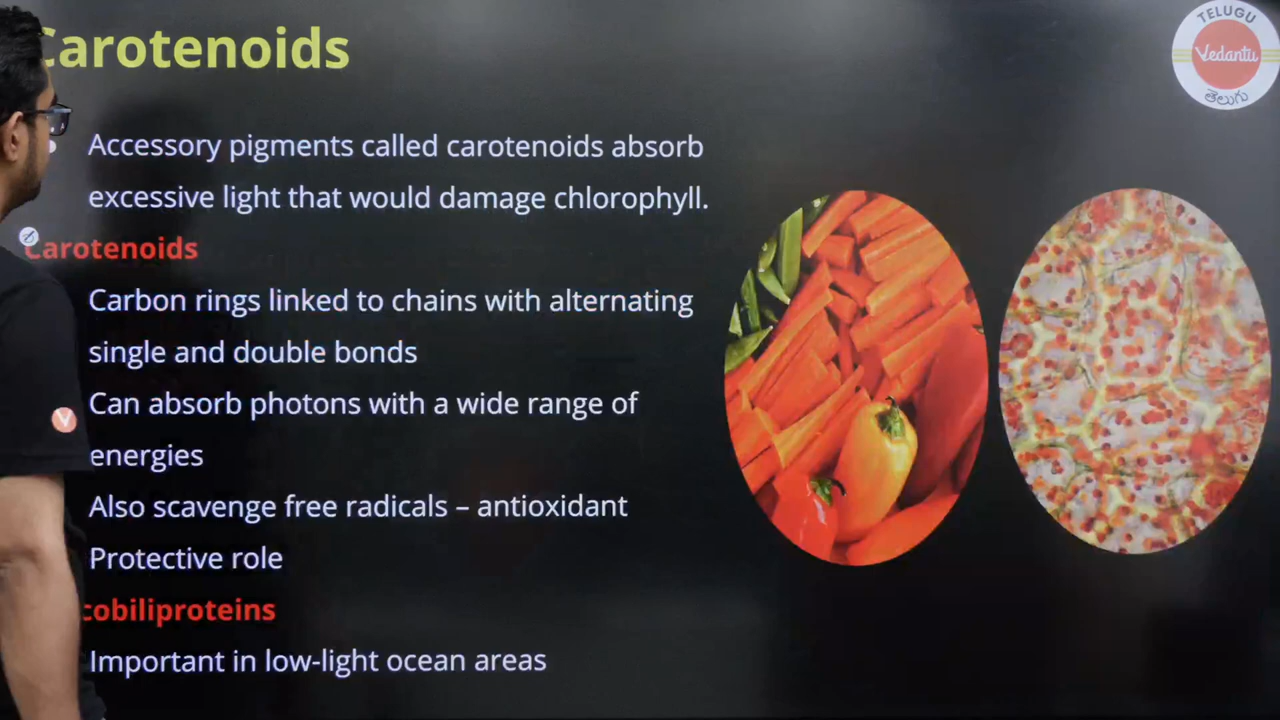 Carotenoids
TELUGU
Vedantu
తెలుగు
Accessory pigments called carotenoids absorb
excessive light that would damage chlorophyll.
Carotenoids
Carbon rings linked to chains with alternating
single and double bonds
Can absorb photons with a wide range of
energies
Also scavenge free radicals – antioxidant
Protective role
cobiliproteins
Important in low-light ocean areas